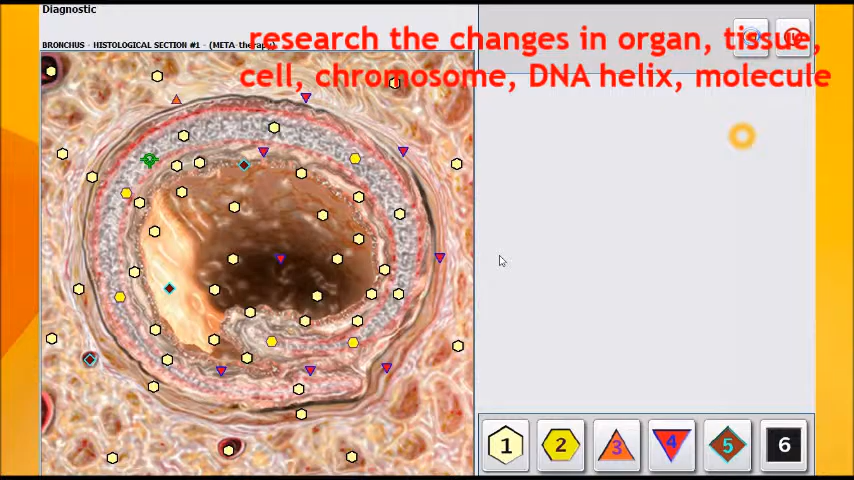 Diagnostic
BRONCHUS - HISTOLOGICAL SECTION #1 - (META-therapy)
research the changes in organ, tissue,
cell, chromosome, DNA helix, molecule
1 2 3 4 5 6